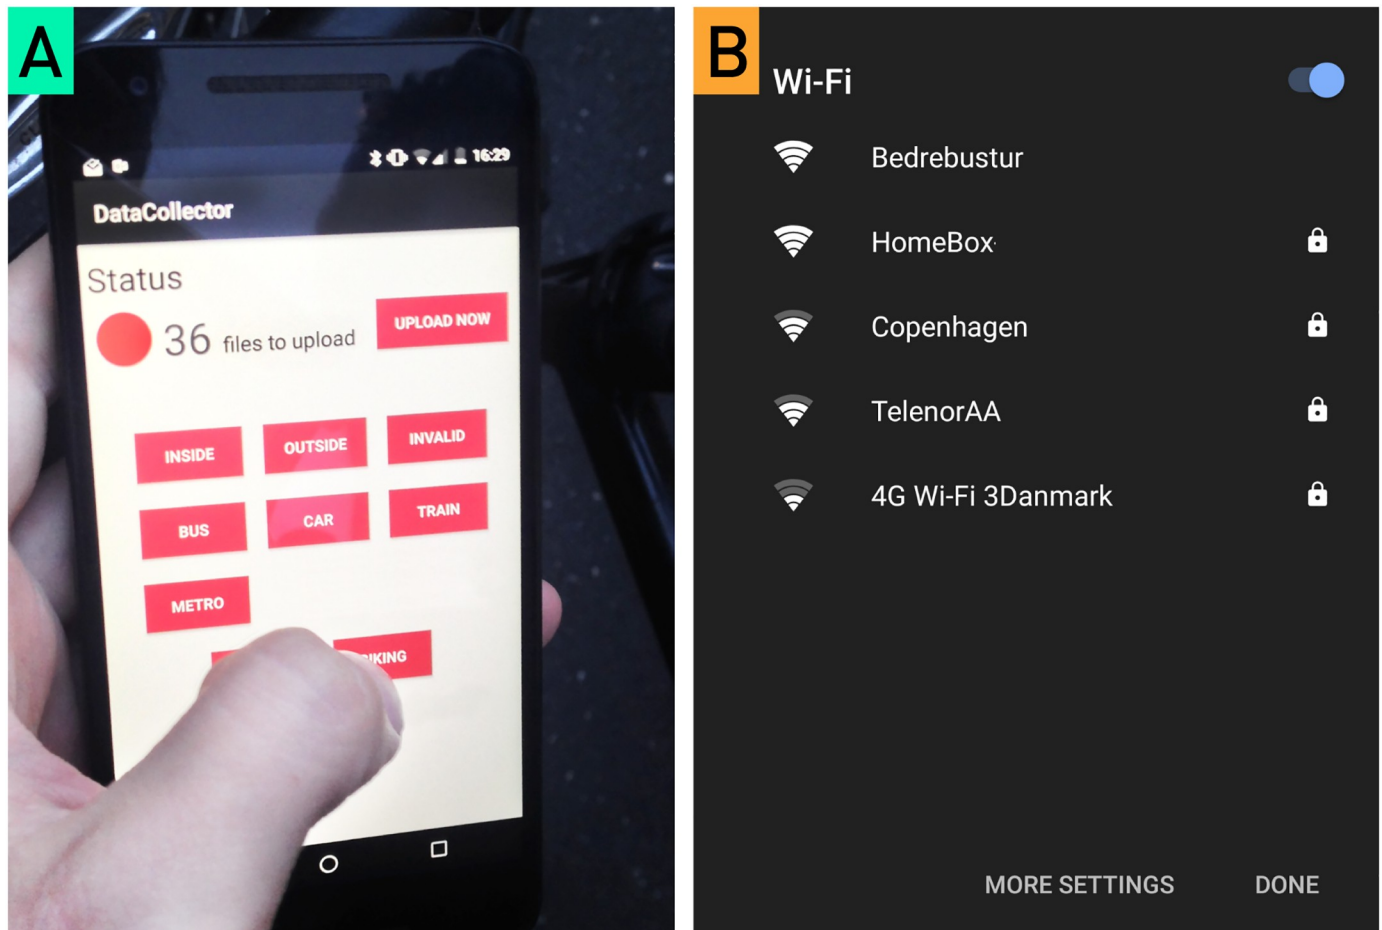 A
16:29
DataCollector
Status
36 files to upload
UPLOAD NOW
INSIDE OUTSIDE INVALID
BUS CAR TRAIN
METRO
B
Wi-Fi
Bedrebustur
HomeBox
Copenhagen
TelenorAA
4G Wi-Fi 3Danmark
MORE SETTINGS DONE